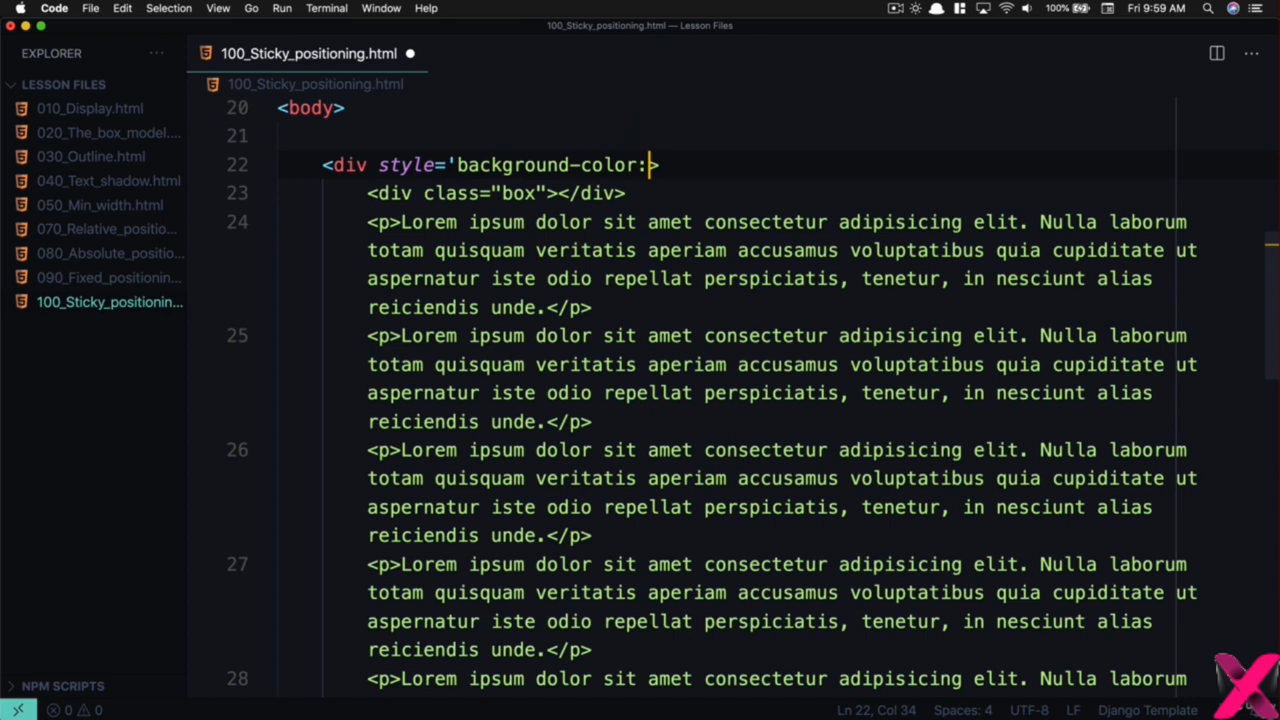 Code File Edit Selection View Go Run Terminal Window Help 100% Fri 9:59 AM
100_Sticky_positioning.html — Lesson Files
EXPLORER
LESSON FILES
010_Display.html
020_The_box_model....
030_Outline.html
040_Text_shadow.html
050_Min_width.html
070_Relative_positio...
080_Absolute_positio...
090_Fixed_positionin...
100_Sticky_positionin...
NPM SCRIPTS
100_Sticky_positioning.html
100_Sticky_positioning.html
20 <body>
21
22 <div style='background-color:>
23 <div class="box"></div>
24 <p>Lorem ipsum dolor sit amet consectetur adipisicing elit. Nulla laborum
totam quisquam veritatis aperiam accusamus voluptatibus quia cupiditate ut
aspernatur iste odio repellat perspiciatis, tenetur, in nesciunt alias
reiciendis unde.</p>
25 <p>Lorem ipsum dolor sit amet consectetur adipisicing elit. Nulla laborum
totam quisquam veritatis aperiam accusamus voluptatibus quia cupiditate ut
aspernatur iste odio repellat perspiciatis, tenetur, in nesciunt alias
reiciendis unde.</p>
26 <p>Lorem ipsum dolor sit amet consectetur adipisicing elit. Nulla laborum
totam quisquam veritatis aperiam accusamus voluptatibus quia cupiditate ut
aspernatur iste odio repellat perspiciatis, tenetur, in nesciunt alias
reiciendis unde.</p>
27 <p>Lorem ipsum dolor sit amet consectetur adipisicing elit. Nulla laborum
totam quisquam veritatis aperiam accusamus voluptatibus quia cupiditate ut
aspernatur iste odio repellat perspiciatis, tenetur, in nesciunt alias
reiciendis unde.</p>
28 <p>Lorem ipsum dolor sit amet consectetur adipisicing elit. Nulla laborum
0 0 Ln 22, Col 34 Spaces: 4 UTF-8 LF Django Template